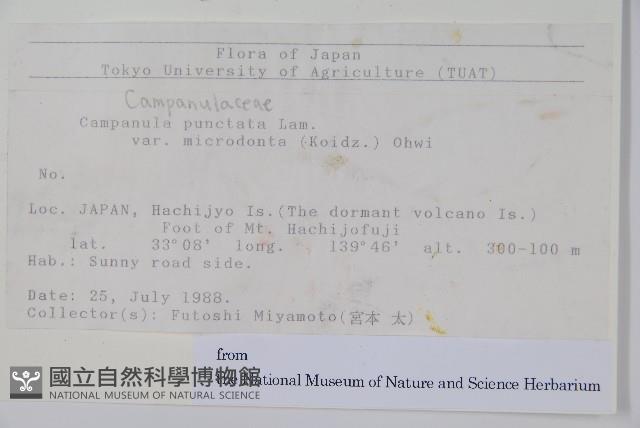 Flora of Japan
Tokyo University of Agriculture (TUAT)
Campanulaceae
Campanula punctata Lam.
var. microdonta (Koidz.) Ohwi
No.
Loc. JAPAN, Hachijyo Is.(The dormant volcano Is.)
Foot of Mt. Hachijofuji
lat. 33°08' long. 139°46' alt. 300-100 m
Hab.: Sunny road side.
Date: 25, July 1988.
Collector(s): Futoshi Miyamoto(宮本 太)
from
the National Museum of Nature and Science Herbarium
國立自然科學博物館
NATIONAL MUSEUM OF NATURAL SCIENCE